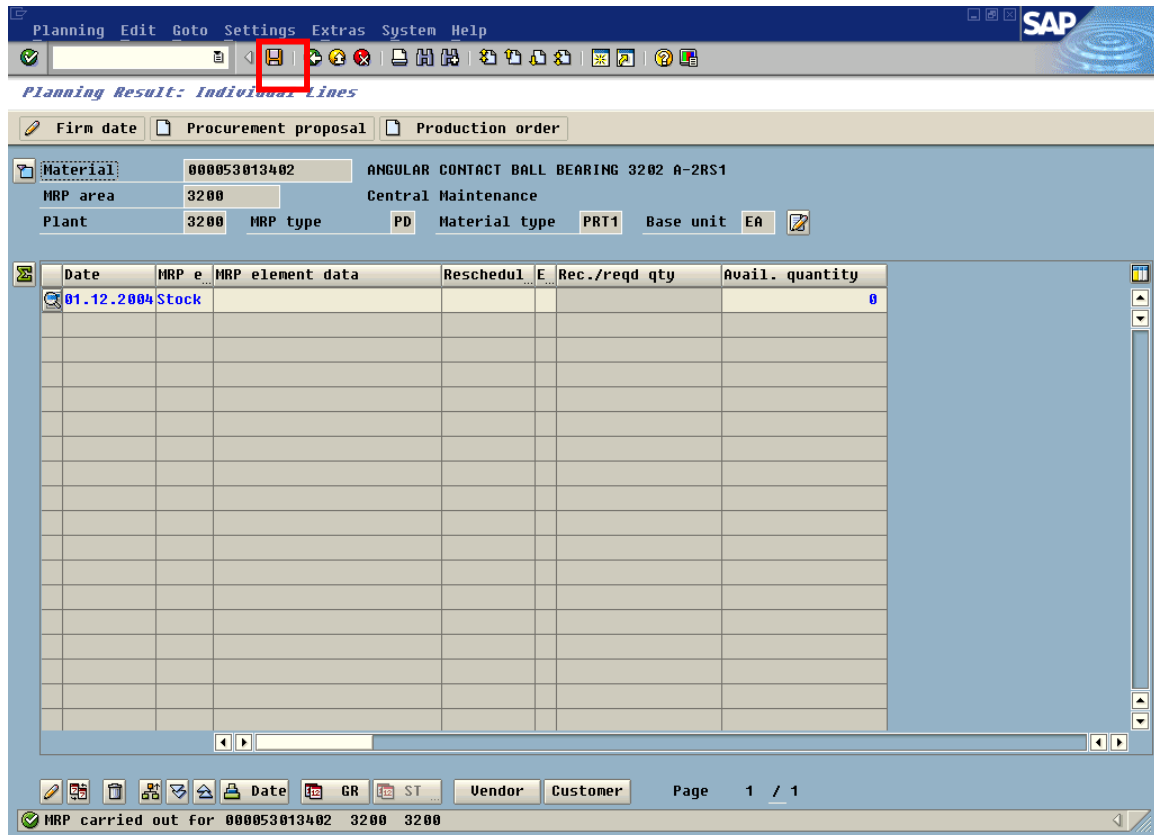 Planning Edit Goto Settings Extras System Help
SAP
Planning Result: Individual Lines
Firm date Procurement proposal Production order
Material 000053013402 ANGULAR CONTACT BALL BEARING 3202 A-2RS1
MRP area 3200 Central Maintenance
Plant 3200 MRP type PD Material type PRT1 Base unit EA
Date MRP e MRP element data Reschedul E Rec./reqd qty Avail. quantity
01.12.2004 Stock 0
Date GR ST Vendor Customer Page 1 / 1
MRP carried out for 000053013402 3200 3200